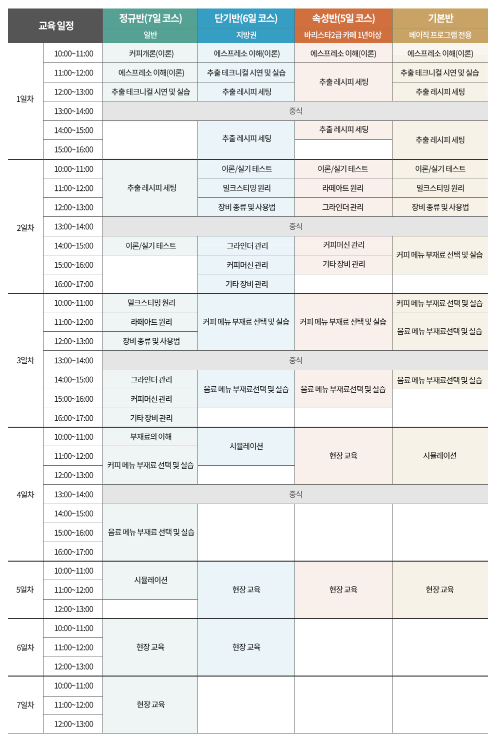 교육 일정 정규반(7일 코스) 단기반(6일 코스) 속성반(5일 코스) 기본반
일반 지방권 바리스타2급 카페 1년이상 베이직 프로그램 전용
1일차
10:00~11:00 커피개론(이론) 에스프레소 이해(이론) 에스프레소 이해(이론) 에스프레소 이해(이론)
11:00~12:00 에스프레소 이해(이론) 추출 테크니컬 시연 및 실습 추출 레시피 세팅 추출 테크니컬 시연 및 실습
12:00~13:00 추출 테크니컬 시연 및 실습 추출 레시피 세팅 추출 레시피 세팅
13:00~14:00 중식
14:00~15:00 추출 레시피 세팅 추출 레시피 세팅 추출 레시피 세팅
15:00~16:00
2일차
10:00~11:00 추출 레시피 세팅 이론/실기 테스트 이론/실기 테스트 이론/실기 테스트
11:00~12:00 밀크스티밍 원리 라떼아트 원리 밀크스티밍 원리
12:00~13:00 장비 종류 및 사용법 그라인더 관리 장비 종류 및 사용법
13:00~14:00 중식
14:00~15:00 이론/실기 테스트 그라인더 관리 커피머신 관리 커피 메뉴 부재료 선택 및 실습
15:00~16:00 커피머신 관리 기타 장비 관리
16:00~17:00 기타 장비 관리
3일차
10:00~11:00 밀크스티밍 원리 커피 메뉴 부재료 선택 및 실습 커피 메뉴 부재료 선택 및 실습 커피 메뉴 부재료 선택 및 실습
11:00~12:00 라떼아트 원리 음료 메뉴 부재료선택 및 실습
12:00~13:00 장비 종류 및 사용법
13:00~14:00 중식
14:00~15:00 그라인더 관리 음료 메뉴 부재료선택 및 실습 음료 메뉴 부재료선택 및 실습 음료 메뉴 부재료선택 및 실습
15:00~16:00 커피머신 관리
16:00~17:00 기타 장비 관리
4일차
10:00~11:00 부재료의 이해 시뮬레이션 현장 교육 시뮬레이션
11:00~12:00 커피 메뉴 부재료 선택 및 실습
12:00~13:00
13:00~14:00 중식
14:00~15:00 음료 메뉴 부재료 선택 및 실습
15:00~16:00
16:00~17:00
5일차
10:00~11:00 시뮬레이션 현장 교육 현장 교육 현장 교육
11:00~12:00
12:00~13:00
6일차
10:00~11:00 현장 교육 현장 교육
11:00~12:00
12:00~13:00
7일차
10:00~11:00 현장 교육
11:00~12:00
12:00~13:00